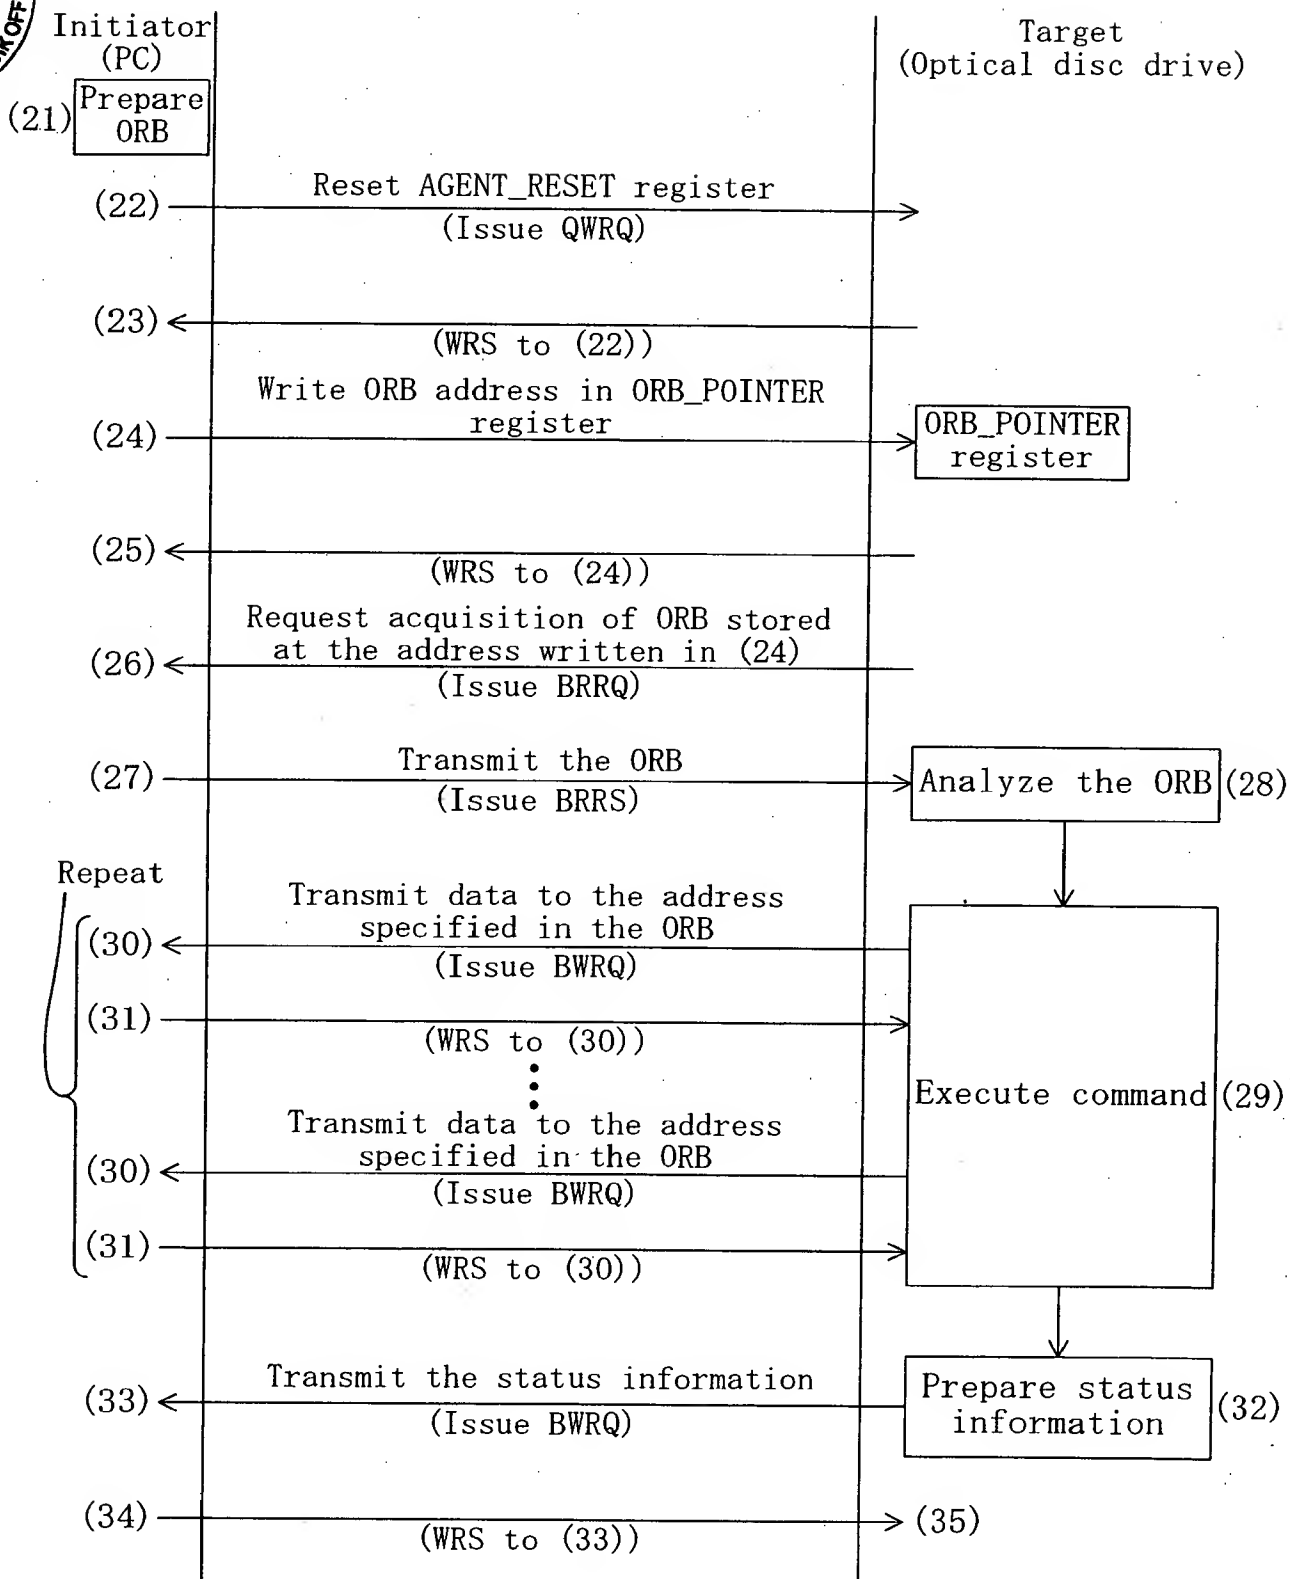 Initiator
(PC)
Target
(Optical disc drive)
(21)
Prepare
ORB
(22)
Reset AGENT_RESET register
(Issue QWRQ)
(23)
(WRS to (22))
Write ORB address in ORB_POINTER
register
(24)
ORB_POINTER
register
(25)
(WRS to (24))
Request acquisition of ORB stored
at the address written in (24)
(26)
(Issue BRRQ)
Transmit the ORB
(27)
(Issue BRRS)
Analyze the ORB
(28)
Repeat
Transmit data to the address
specified in the ORB
(30)
(Issue BWRQ)
(31)
(WRS to (30))
Execute command
(29)
Transmit data to the address
specified in the ORB
(30)
(Issue BWRQ)
(31)
(WRS to (30))
Transmit the status information
(33)
(Issue BWRQ)
Prepare status
information
(32)
(34)
(WRS to (33))
(35)